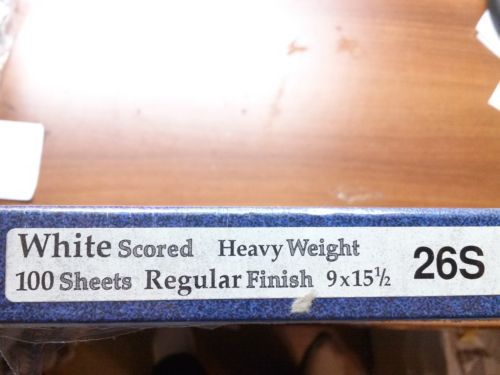 White Scored Heavy Weight
100 Sheets Regular Finish 9x15½
26S